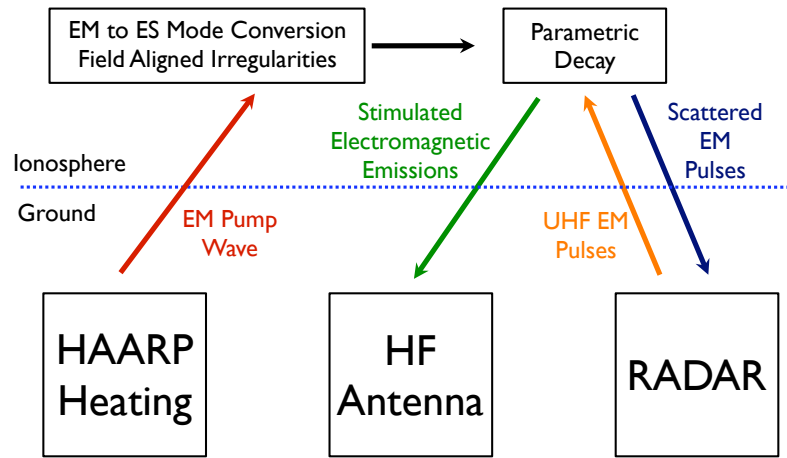 EM to ES Mode Conversion
Field Aligned Irregularities
Parametric
Decay
Stimulated
Electromagnetic
Emissions
Scattered
EM
Pulses
Ionosphere
Ground
EM Pump
Wave
UHF EM
Pulses
HAARP
Heating
HF
Antenna
RADAR